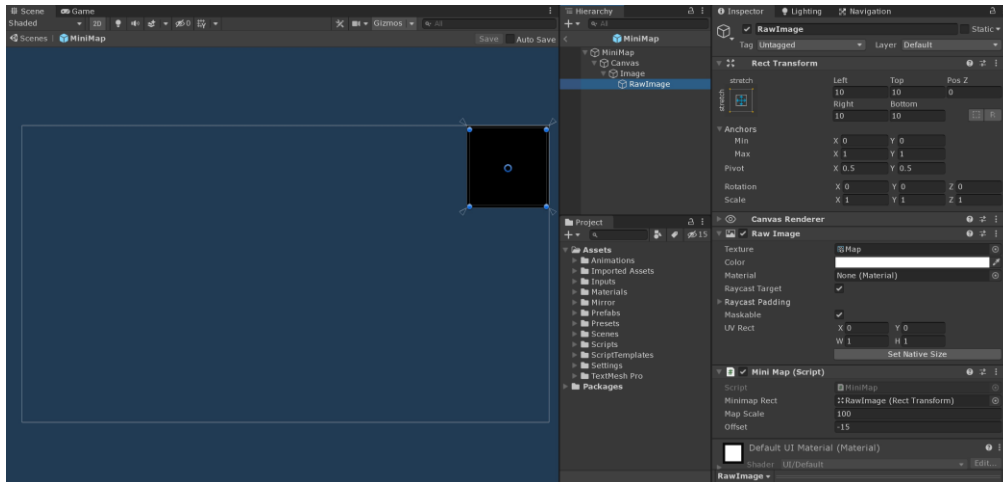 Scene Game
Shaded 2D 0 Gizmos All
Scenes MiniMap Save Auto Save
Hierarchy
All
MiniMap
MiniMap
Canvas
Image
RawImage
Project
15
Assets
Animations
Imported Assets
Inputs
Materials
Mirror
Prefabs
Presets
Scenes
Scripts
ScriptTemplates
Settings
TextMesh Pro
Packages
Inspector Lighting Navigation
RawImage Static
Tag Untagged Layer Default
Rect Transform
stretch Left Top Pos Z
stretch 10 10 0
Right Bottom
10 10 R
Anchors
Min X 0 Y 0
Max X 1 Y 1
Pivot X 0.5 Y 0.5
Rotation X 0 Y 0 Z 0
Scale X 1 Y 1 Z 1
Canvas Renderer
Raw Image
Texture Map
Color
Material None (Material)
Raycast Target
Raycast Padding
Maskable
UV Rect X 0 Y 0
W 1 H 1
Set Native Size
# Mini Map (Script)
Script MiniMap
Minimap Rect RawImage (Rect Transform)
Map Scale 100
Offset -15
Default UI Material (Material)
Shader UI/Default Edit...
RawImage